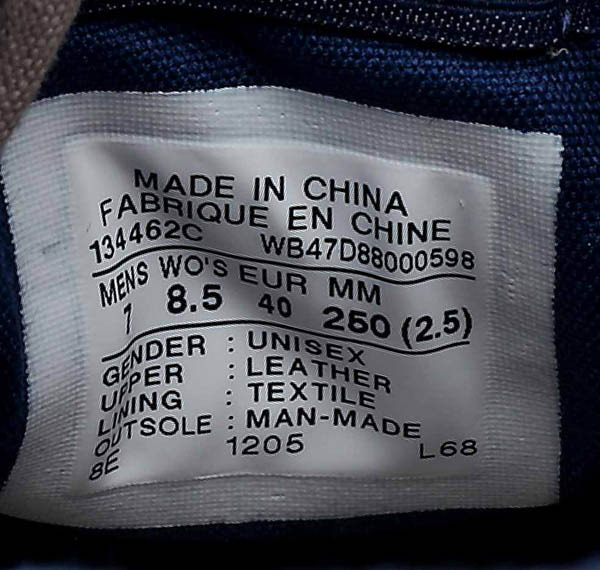 MADE IN CHINA
FABRIQUE EN CHINE
134462C WB47D88000598
MENS WO'S EUR MM
7 8.5 40 250 (2.5)
GENDER : UNISEX
UPPER : LEATHER
LINING : TEXTILE
OUTSOLE : MAN-MADE
8E 1205 L68